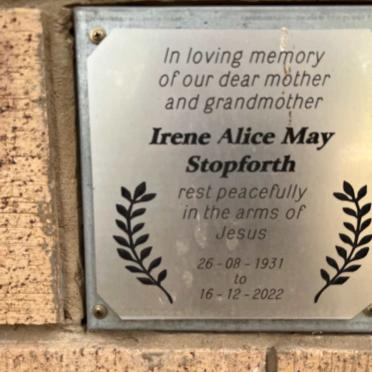 In loving memory
of our dear mother
and grandmother
Irene Alice May
Stopforth
rest peacefully
in the arms of
Jesus
26 - 08 - 1931
to
16 - 12 - 2022